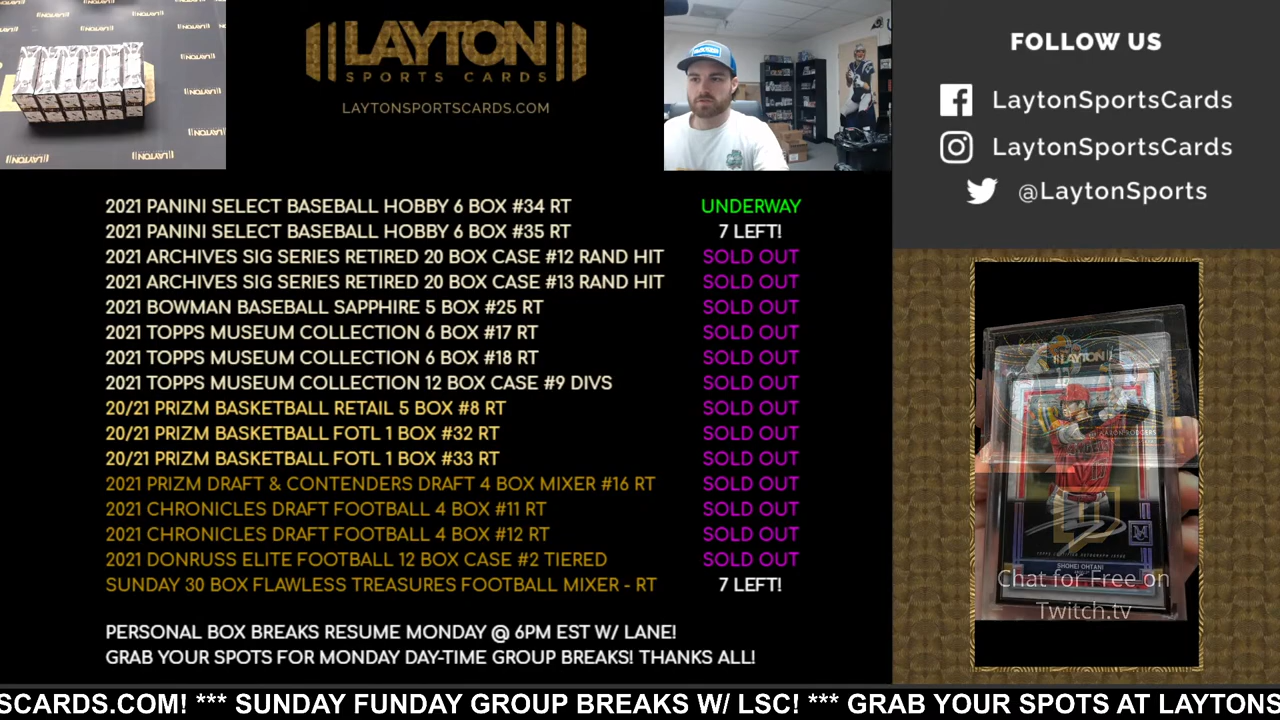 LAYTON
SPORTS CARDS
LAYTONSPORTSCARDS.COM
FOLLOW US
LaytonSportsCards
LaytonSportsCards
@LaytonSports
2021 PANINI SELECT BASEBALL HOBBY 6 BOX #34 RT UNDERWAY
2021 PANINI SELECT BASEBALL HOBBY 6 BOX #35 RT 7 LEFT!
2021 ARCHIVES SIG SERIES RETIRED 20 BOX CASE #12 RAND HIT SOLD OUT
2021 ARCHIVES SIG SERIES RETIRED 20 BOX CASE #13 RAND HIT SOLD OUT
2021 BOWMAN BASEBALL SAPPHIRE 5 BOX #25 RT SOLD OUT
2021 TOPPS MUSEUM COLLECTION 6 BOX #17 RT SOLD OUT
2021 TOPPS MUSEUM COLLECTION 6 BOX #18 RT SOLD OUT
2021 TOPPS MUSEUM COLLECTION 12 BOX CASE #9 DIVS SOLD OUT
20/21 PRIZM BASKETBALL RETAIL 5 BOX #8 RT SOLD OUT
20/21 PRIZM BASKETBALL FOTL 1 BOX #32 RT SOLD OUT
20/21 PRIZM BASKETBALL FOTL 1 BOX #33 RT SOLD OUT
2021 PRIZM DRAFT & CONTENDERS DRAFT 4 BOX MIXER #16 RT SOLD OUT
2021 CHRONICLES DRAFT FOOTBALL 4 BOX #11 RT SOLD OUT
2021 CHRONICLES DRAFT FOOTBALL 4 BOX #12 RT SOLD OUT
2021 DONRUSS ELITE FOOTBALL 12 BOX CASE #2 TIERED SOLD OUT
SUNDAY 30 BOX FLAWLESS TREASURES FOOTBALL MIXER - RT 7 LEFT!
PERSONAL BOX BREAKS RESUME MONDAY @ 6PM EST W/ LANE!
GRAB YOUR SPOTS FOR MONDAY DAY-TIME GROUP BREAKS! THANKS ALL!
LAYTON
SHOHEI OHTANI
Chat for Free on
Twitch.tv
SCARDS.COM! *** SUNDAY FUNDAY GROUP BREAKS W/ LSC! *** GRAB YOUR SPOTS AT LAYTONS